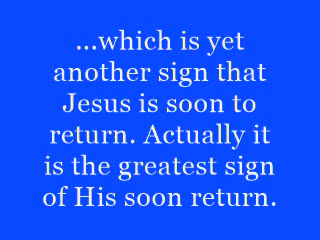 ...which is yet
another sign that
Jesus is soon to
return. Actually it
is the greatest sign
of His soon return.